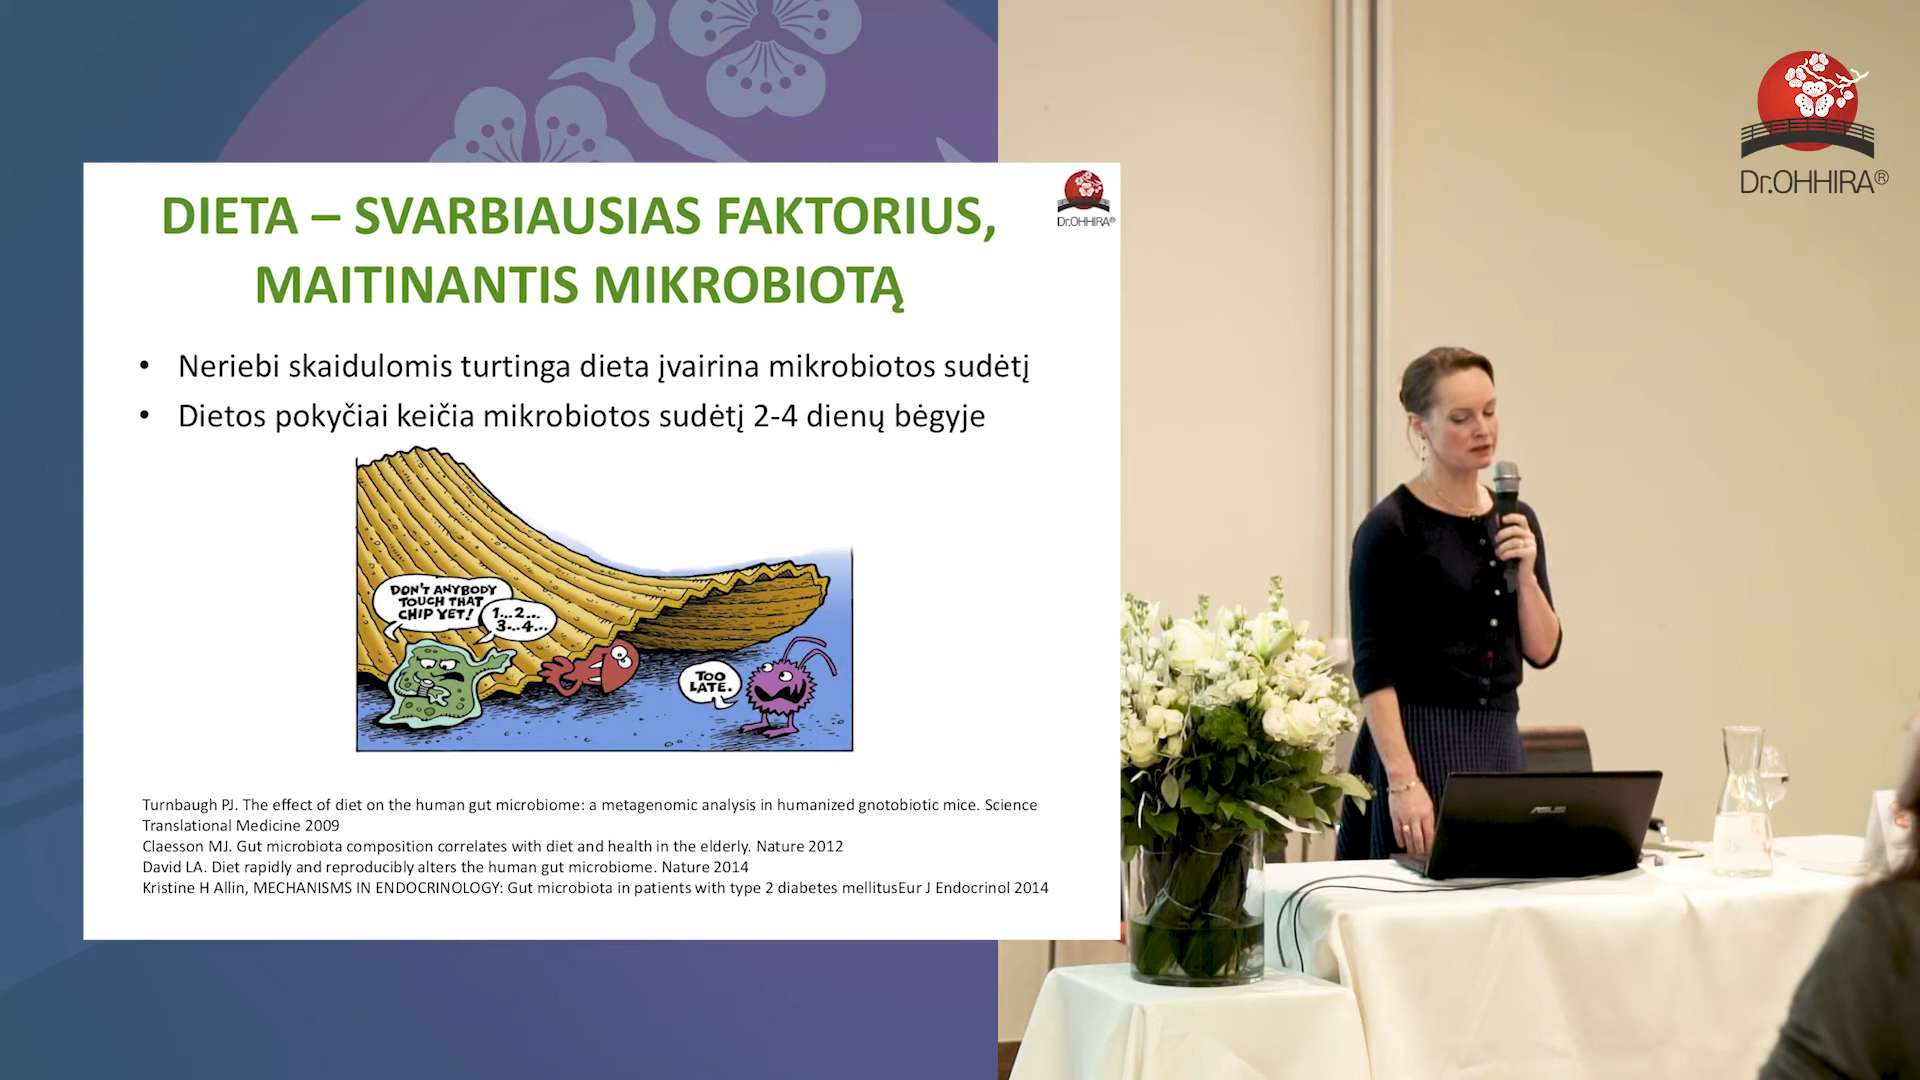 DIETA – SVARBIAUSIAS FAKTORIUS,
MAITINANTIS MIKROBIOTĄ
Dr.OHHIRA®
• Neriebi skaidulomis turtinga dieta įvairina mikrobiotos sudėtį
• Dietos pokyčiai keičia mikrobiotos sudėtį 2-4 dienų bėgyje
DON'T ANYBODY
TOUCH THAT
CHIP YET!
1...2...
3...4...
TOO
LATE.
Turnbaugh PJ. The effect of diet on the human gut microbiome: a metagenomic analysis in humanized gnotobiotic mice. Science
Translational Medicine 2009
Claesson MJ. Gut microbiota composition correlates with diet and health in the elderly. Nature 2012
David LA. Diet rapidly and reproducibly alters the human gut microbiome. Nature 2014
Kristine H Allin, MECHANISMS IN ENDOCRINOLOGY: Gut microbiota in patients with type 2 diabetes mellitusEur J Endocrinol 2014
Dr.OHHIRA®
ASUS